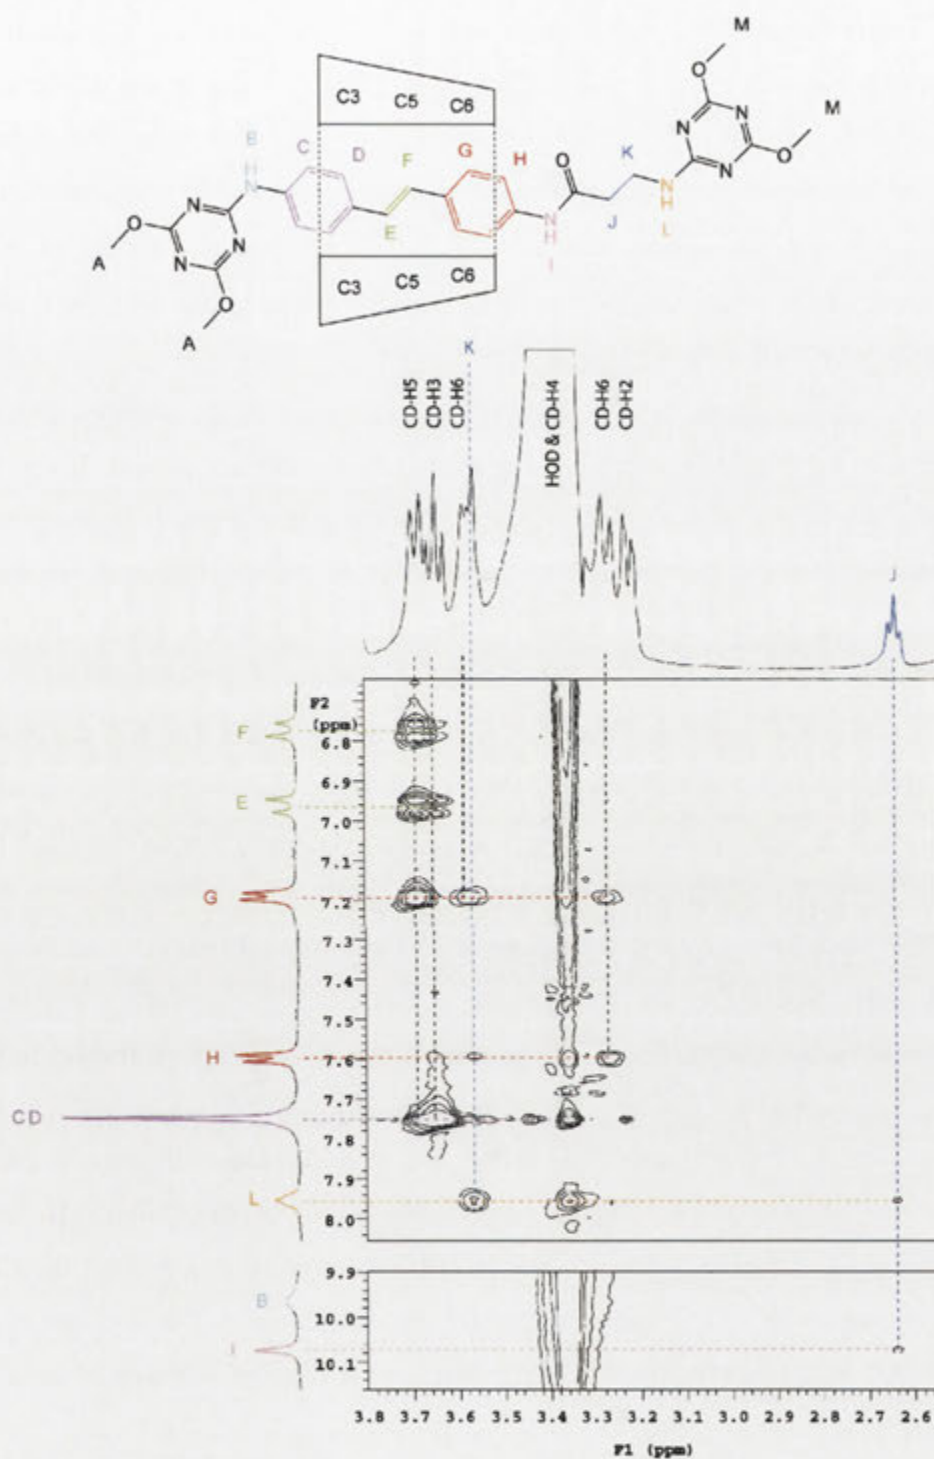 M
O
N
N
M
C3 C5 C6
B
H
N
C
D
F
G
H
O
K
N
N
O
N
N
O
N
N
E
N
H
I
J
N
H
L
A
O
A
C3 C5 C6
K
CD-H5
CD-H3
CD-H6
HOD & CD-H4
CD-H6
CD-H2
J
F2
(ppm)
F
6.8
6.9
E
7.0
7.1
G
7.2
7.3
7.4
7.5
H
7.6
7.7
CD
7.8
7.9
L
8.0
9.9
B
10.0
I
10.1
3.8 3.7 3.6 3.5 3.4 3.3 3.2 3.1 3.0 2.9 2.8 2.7 2.6
F1 (ppm)